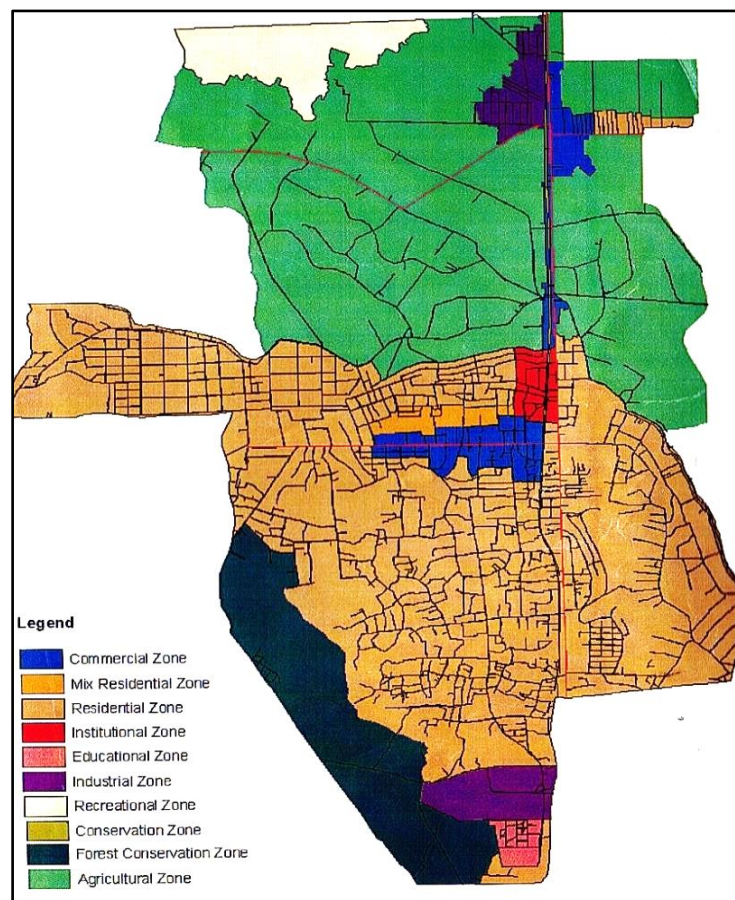 Legend
Commercial Zone
Mix Residential Zone
Residential Zone
Institutional Zone
Educational Zone
Industrial Zone
Recreational Zone
Conservation Zone
Forest Conservation Zone
Agricultural Zone